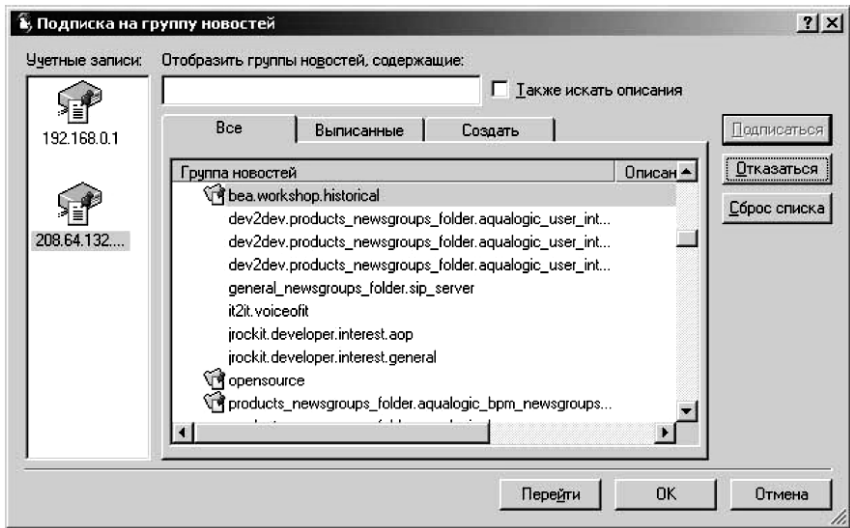 Подписка на группу новостей
Учетные записи:
Отобразить группы новостей, содержащие:
Также искать описания
192.168.0.1
208.64.132....
Все
Выписанные
Создать
Группа новостей
Описан
bea.workshop.historical
dev2dev.products_newsgroups_folder.aqualogic_user_int...
dev2dev.products_newsgroups_folder.aqualogic_user_int...
dev2dev.products_newsgroups_folder.aqualogic_user_int...
general_newsgroups_folder.sip_server
it2it.voiceofit
jrockit.developer.interest.aop
jrockit.developer.interest.general
opensource
products_newsgroups_folder.aqualogic_bpm_newsgroups...
Подписаться
Отказаться
Сброс списка
Перейти
OK
Отмена